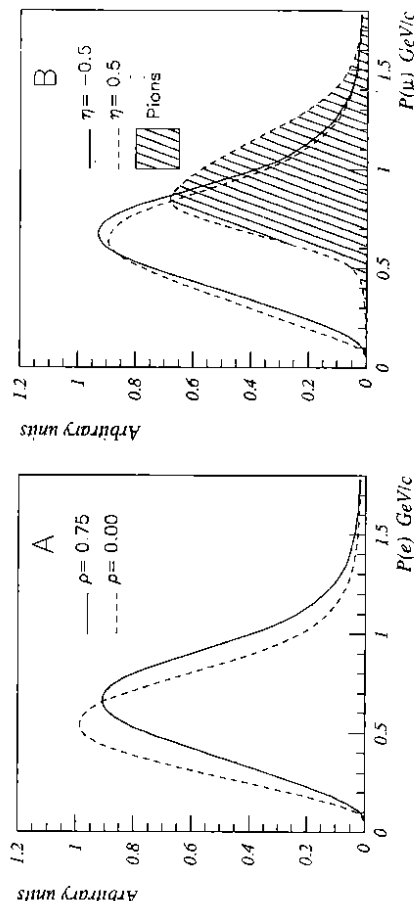 Arbitrary units
1.2
1
0.8
0.6
0.4
0.2
0
A
ρ= 0.75
ρ= 0.00
0
0.5
1
1.5
P(e) GeV/c
Arbitrary units
1.2
1
0.8
0.6
0.4
0.2
0
B
η= −0.5
η= 0.5
Pions
0
0.5
1
1.5
P(μ) GeV/c